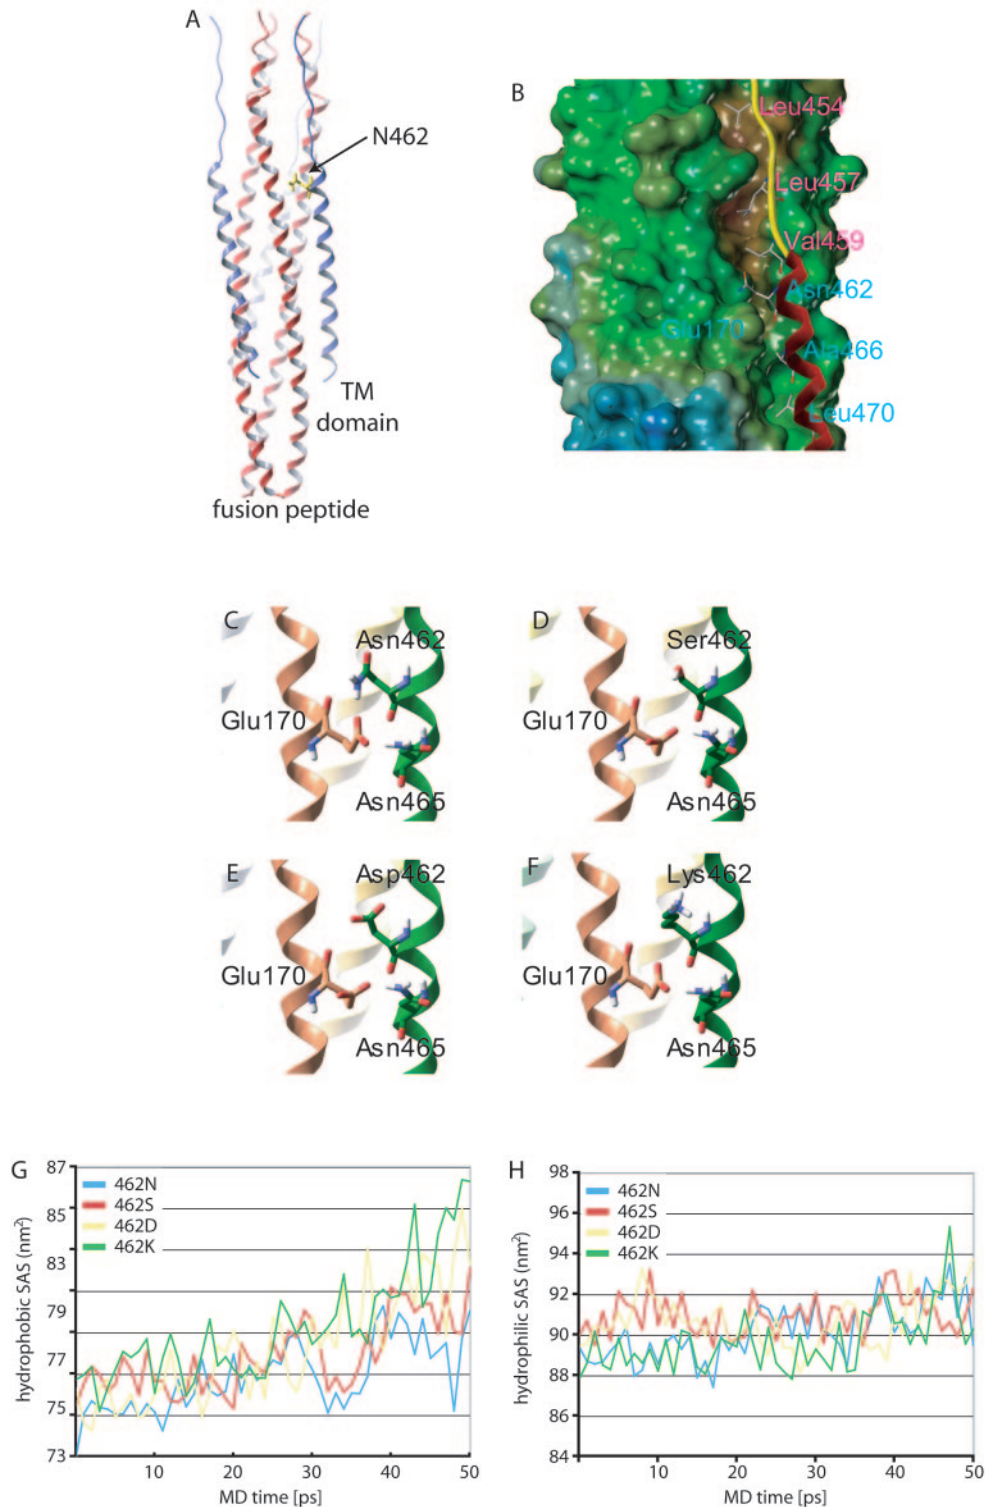 A
N462
TM
domain
fusion peptide
B
Leu454
Leu457
Val459
Asn462
Glu170
Ala466
Leu470
C
Asn462
Glu170
Asn465
D
Ser462
Glu170
Asn465
E
Asp462
Glu170
Asn465
F
Lys462
Glu170
Asn465
G
87
85
83
79
77
75
73
hydrophobic SAS (nm²)
462N
462S
462D
462K
10 20 30 40 50
MD time [ps]
H
98
96
94
92
90
88
86
84
hydrophilic SAS (nm²)
462N
462S
462D
462K
10 20 30 40 50
MD time [ps]